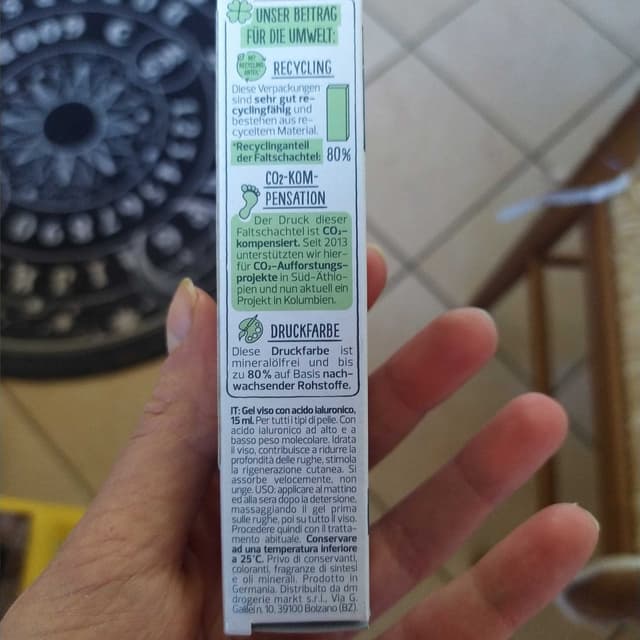 UNSER BEITRAG
FÜR DIE UMWELT:
RECYCLING
Diese Verpackungen
sind sehr gut re-
cyclingfähig und
bestehen aus re-
cyceltem Material.
*Recyclinganteil
der Faltschachtel: 80%
CO₂-KOM-
PENSATION
Der Druck dieser
Faltschachtel ist CO₂-
kompensiert. Seit 2013
unterstützten wir hier-
für CO₂-Aufforstungs-
projekte in Süd-Äthio-
pien und nun aktuell ein
Projekt in Kolumbien.
DRUCKFARBE
Diese Druckfarbe ist
mineralölfrei und bis
zu 80% auf Basis nach-
wachsender Rohstoffe.
IT: Gel viso con acido ialuronico,
15 ml. Per tutti i tipi di pelle. Con
acido ialuronico ad alto e a
basso peso molecolare. Idrata
il viso, contribuisce a ridurre la
profondità delle rughe, stimola
la rigenerazione cutanea. Si
assorbe velocemente, non
unge. USO: applicare al mattino
ed alla sera dopo la detersione,
massaggiando il gel prima
sulle rughe, poi su tutto il viso.
Procedere quindi con il tratta-
mento abituale. Conservare
ad una temperatura inferiore
a 25°C. Privo di conservanti,
coloranti, fragranze di sintesi
e oli minerali. Prodotto in
Germania. Distribuito da dm
drogerie markt s.r.l., Via G.
Galilei n. 10, 39100 Bolzano (BZ)